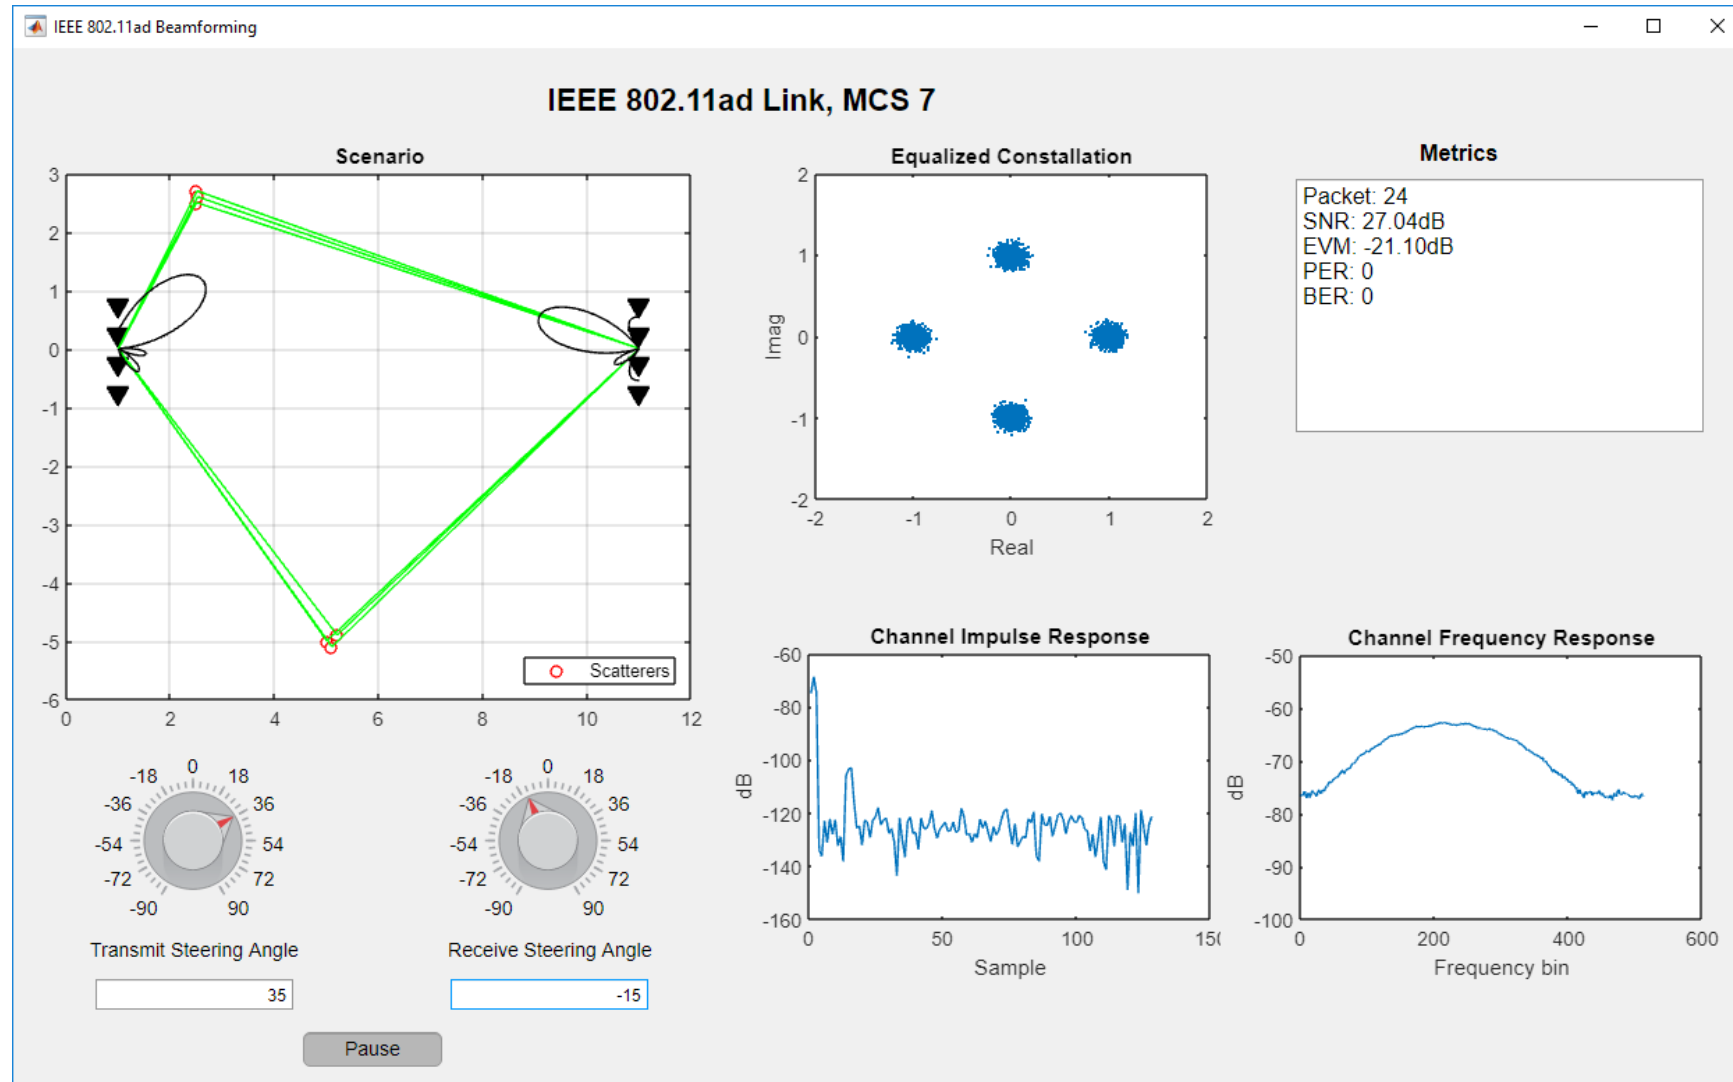 IEEE 802.11ad Beamforming
IEEE 802.11ad Link, MCS 7
Scenario
3
2
1
0
-1
-2
-3
-4
-5
-6
0 2 4 6 8 10 12
Scatterers
Equalized Constallation
2
1
0
-1
-2
Imag
-2 -1 0 1 2
Real
Metrics
Packet: 24
SNR: 27.04dB
EVM: -21.10dB
PER: 0
BER: 0
-90 -72 -54 -36 -18 0 18 36 54 72 90
Transmit Steering Angle
35
-90 -72 -54 -36 -18 0 18 36 54 72 90
Receive Steering Angle
-15
Pause
Channel Impulse Response
-60
-80
-100
-120
-140
-160
dB
0 50 100 15
Sample
Channel Frequency Response
-50
-60
-70
-80
-90
-100
dB
0 200 400 600
Frequency bin